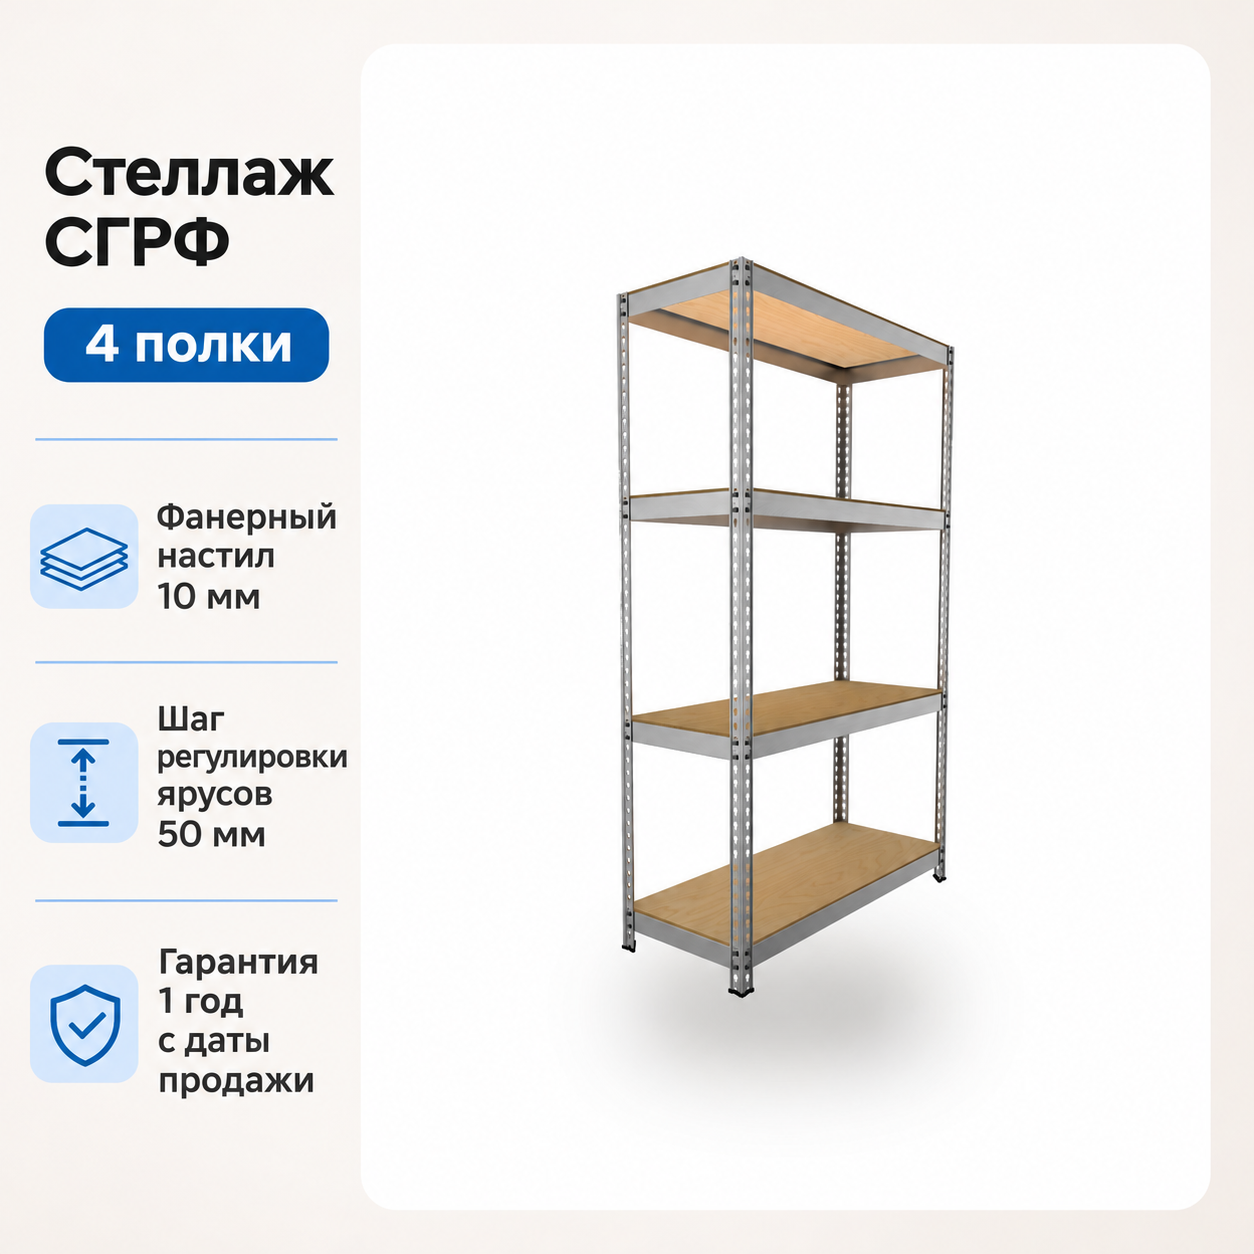 Стеллаж
СГРФ
4 полки
Фанерный
настил
10 мм
Шаг
регулировки
ярусов
50 мм
Гарантия
1 год
с даты
продажи